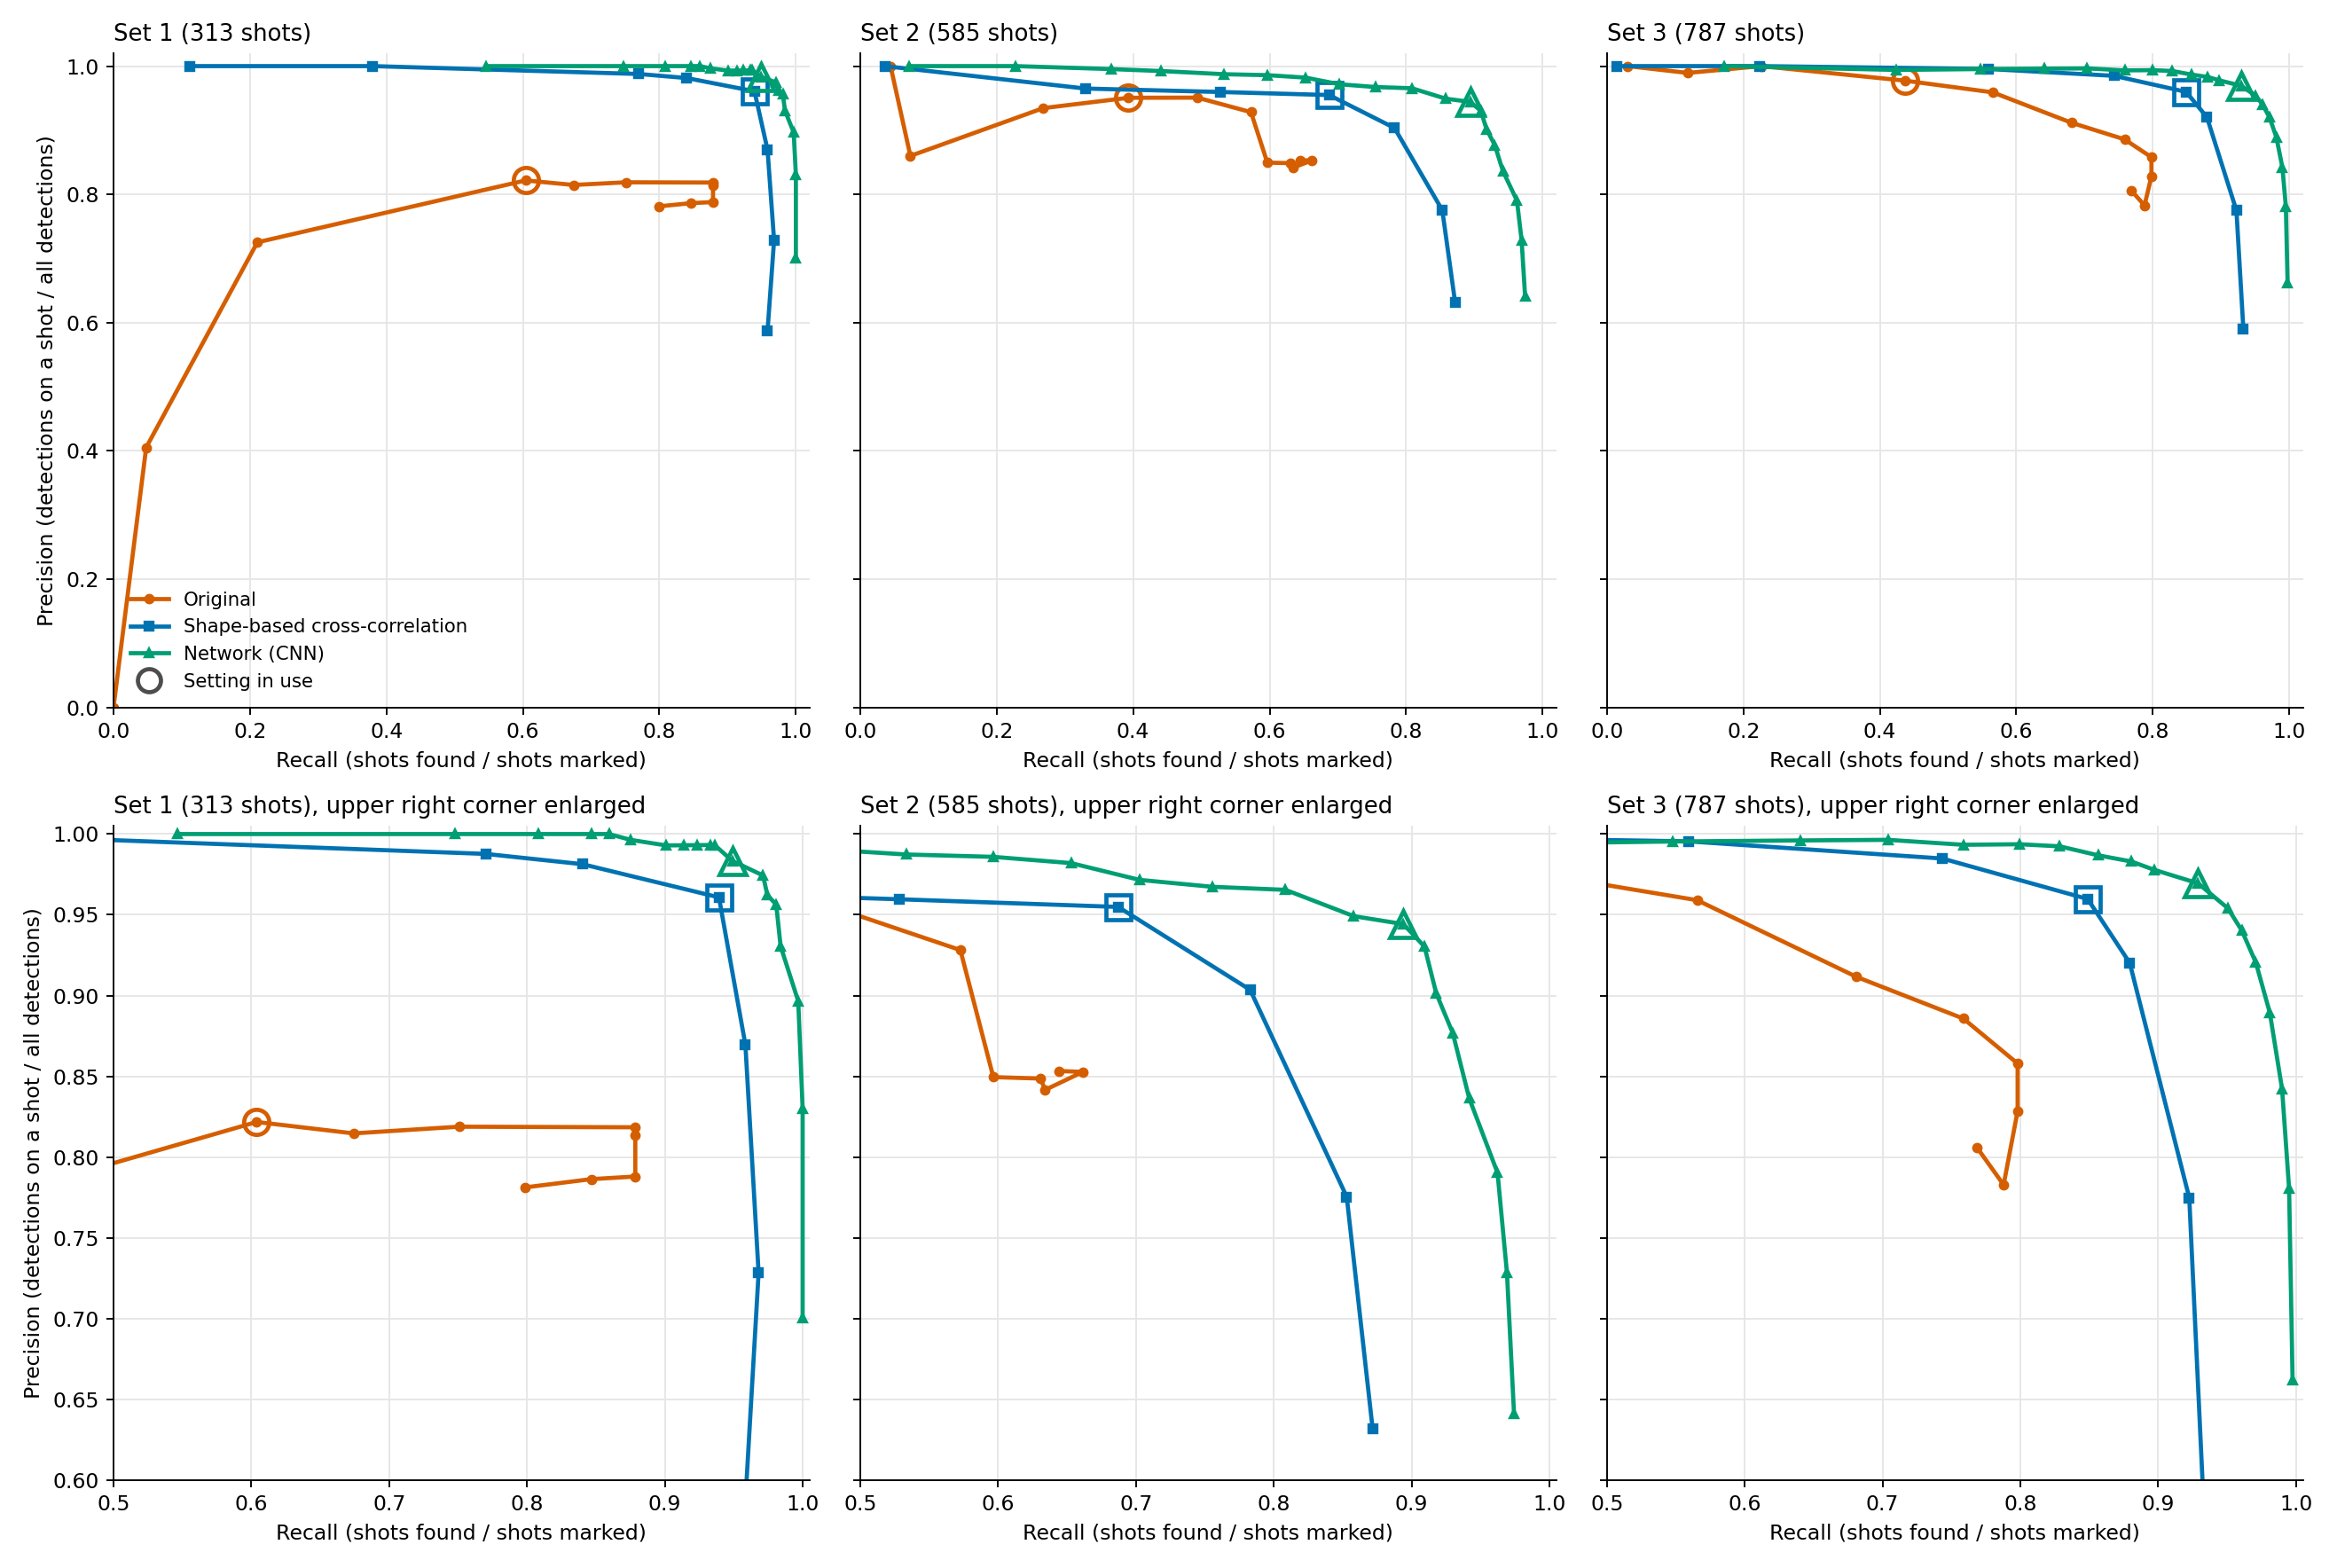 Set 1 (313 shots)
Set 2 (585 shots)
Set 3 (787 shots)
Precision (detections on a shot / all detections)
1.0
0.8
0.6
0.4
0.2
0.0
Original
Shape-based cross-correlation
Network (CNN)
Setting in use
0.0 0.2 0.4 0.6 0.8 1.0
0.0 0.2 0.4 0.6 0.8 1.0
0.0 0.2 0.4 0.6 0.8 1.0
Recall (shots found / shots marked)
Recall (shots found / shots marked)
Recall (shots found / shots marked)
Set 1 (313 shots), upper right corner enlarged
Set 2 (585 shots), upper right corner enlarged
Set 3 (787 shots), upper right corner enlarged
Precision (detections on a shot / all detections)
1.00
0.95
0.90
0.85
0.80
0.75
0.70
0.65
0.60
0.5 0.6 0.7 0.8 0.9 1.0
0.5 0.6 0.7 0.8 0.9 1.0
0.5 0.6 0.7 0.8 0.9 1.0
Recall (shots found / shots marked)
Recall (shots found / shots marked)
Recall (shots found / shots marked)